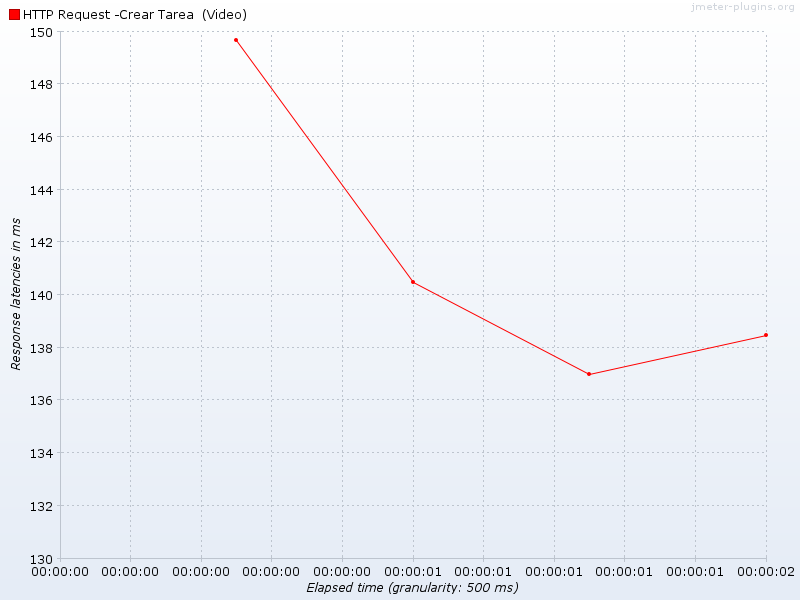 jmeter-plugins.org
HTTP Request -Crear Tarea  (Video)
150
148
146
144
142
140
138
136
134
132
130
Response latencies in ms
00:00:00 00:00:00 00:00:00 00:00:00 00:00:00 00:00:01 00:00:01 00:00:01 00:00:01 00:00:01 00:00:02
Elapsed time (granularity: 500 ms)